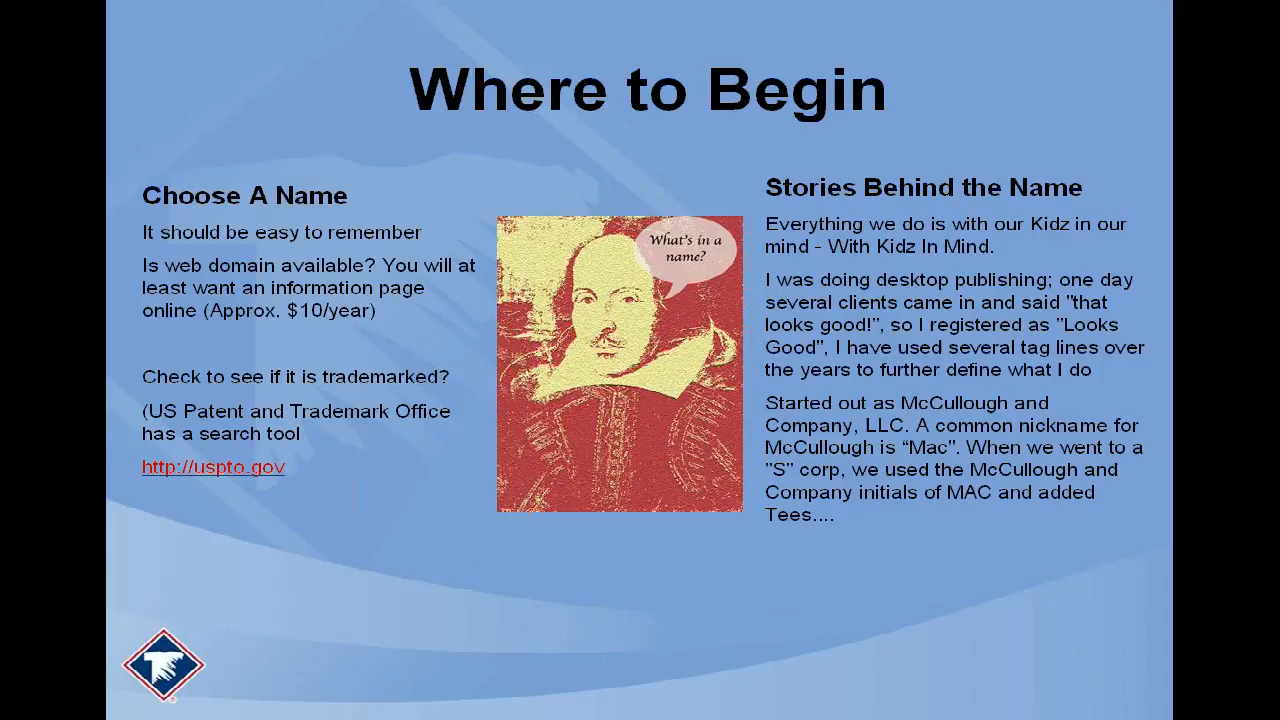 Where to Begin
Choose A Name
It should be easy to remember
Is web domain available? You will at
least want an information page
online (Approx. $10/year)
Check to see if it is trademarked?
(US Patent and Trademark Office
has a search tool
http://uspto.gov
What's in a
name?
Stories Behind the Name
Everything we do is with our Kidz in our
mind - With Kidz In Mind.
I was doing desktop publishing; one day
several clients came in and said "that
looks good!", so I registered as "Looks
Good", I have used several tag lines over
the years to further define what I do
Started out as McCullough and
Company, LLC. A common nickname for
McCullough is “Mac”. When we went to a
"S" corp, we used the McCullough and
Company initials of MAC and added
Tees....